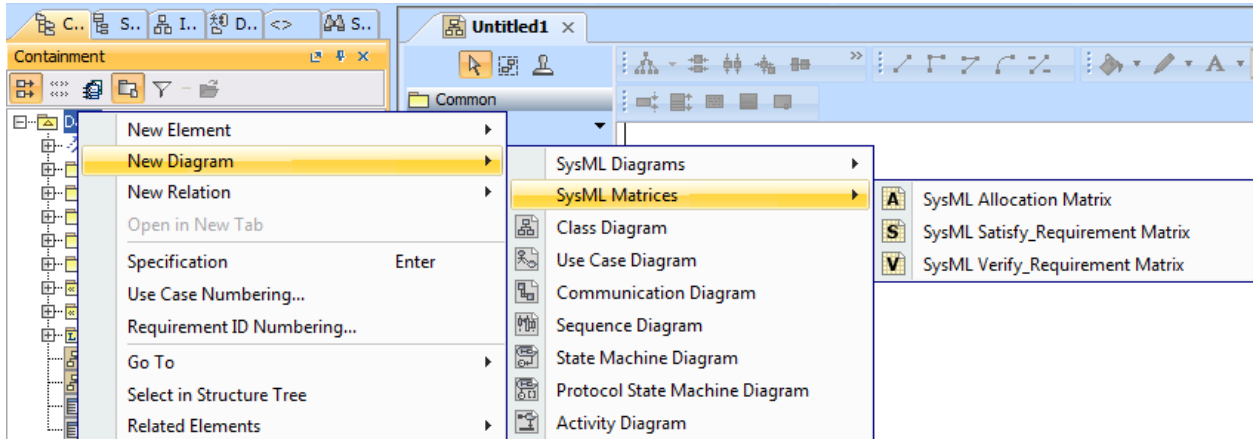 C..
S..
I..
D..
<>
S..
Untitled1
Containment
Common
New Element
New Diagram
New Relation
Open in New Tab
Specification Enter
Use Case Numbering...
Requirement ID Numbering...
Go To
Select in Structure Tree
Related Elements
SysML Diagrams
SysML Matrices
Class Diagram
Use Case Diagram
Communication Diagram
Sequence Diagram
State Machine Diagram
Protocol State Machine Diagram
Activity Diagram
A SysML Allocation Matrix
S SysML Satisfy_Requirement Matrix
V SysML Verify_Requirement Matrix
A